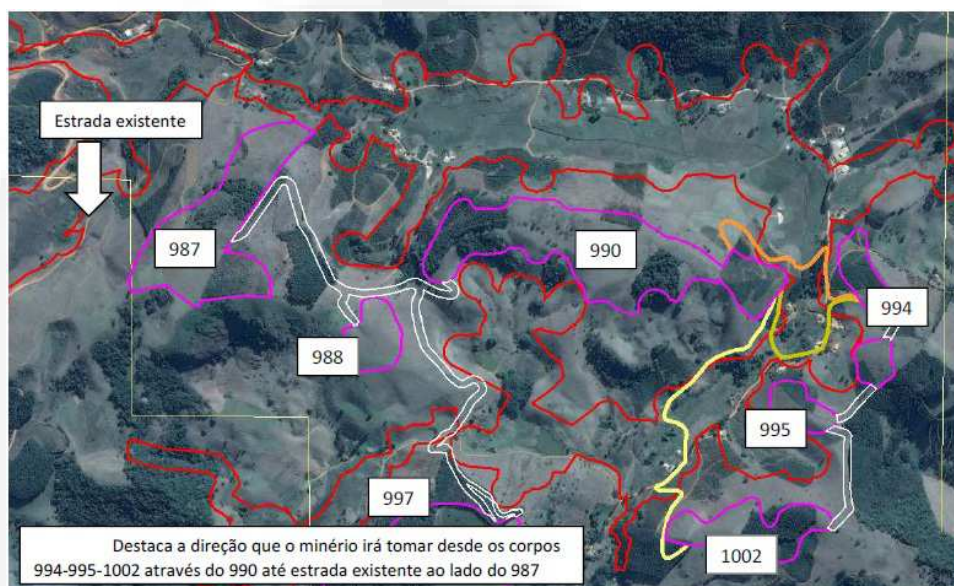 Estrada existente
987
990
994
988
995
997
1002
Destaca a direção que o minério irá tomar desde os corpos
994-995-1002 através do 990 até estrada existente ao lado do 987